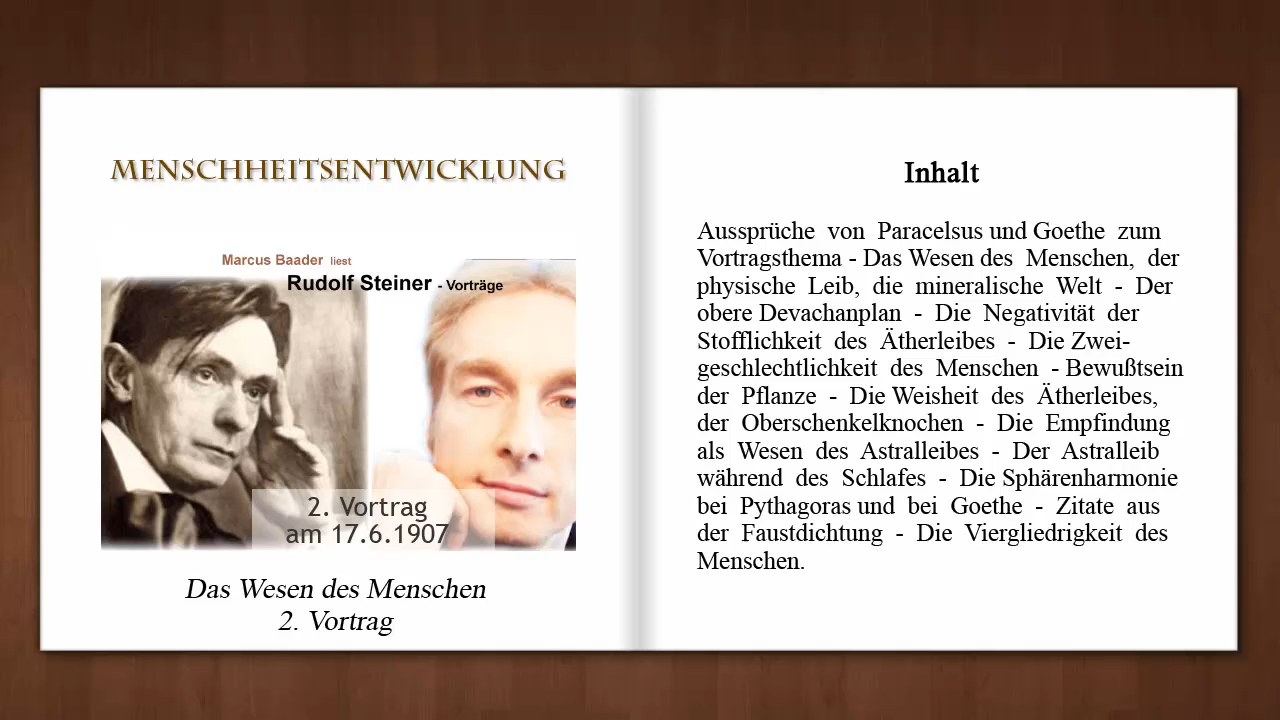 MENSCHHEITSENTWICKLUNG
Marcus Baader liest
Rudolf Steiner - Vorträge
2. Vortrag
am 17.6.1907
Das Wesen des Menschen
2. Vortrag
Inhalt
Aussprüche von Paracelsus und Goethe zum
Vortragsthema - Das Wesen des Menschen, der
physische Leib, die mineralische Welt - Der
obere Devachanplan - Die Negativität der
Stofflichkeit des Ätherleibes - Die Zwei-
geschlechtlichkeit des Menschen - Bewußtsein
der Pflanze - Die Weisheit des Ätherleibes,
der Oberschenkelknochen - Die Empfindung
als Wesen des Astralleibes - Der Astralleib
während des Schlafes - Die Sphärenharmonie
bei Pythagoras und bei Goethe - Zitate aus
der Faustdichtung - Die Viergliedrigkeit des
Menschen.